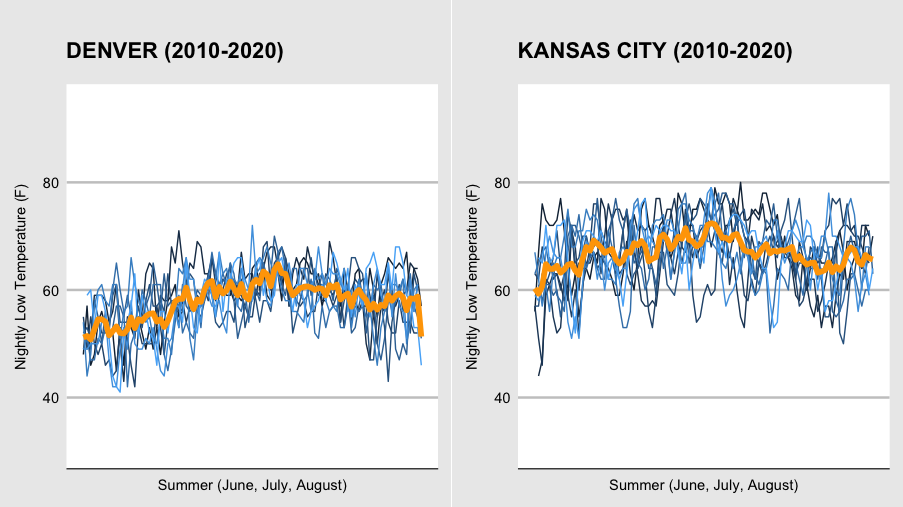 DENVER (2010-2020)
Nightly Low Temperature (F)
80
60
40
Summer (June, July, August)
KANSAS CITY (2010-2020)
Nightly Low Temperature (F)
80
60
40
Summer (June, July, August)